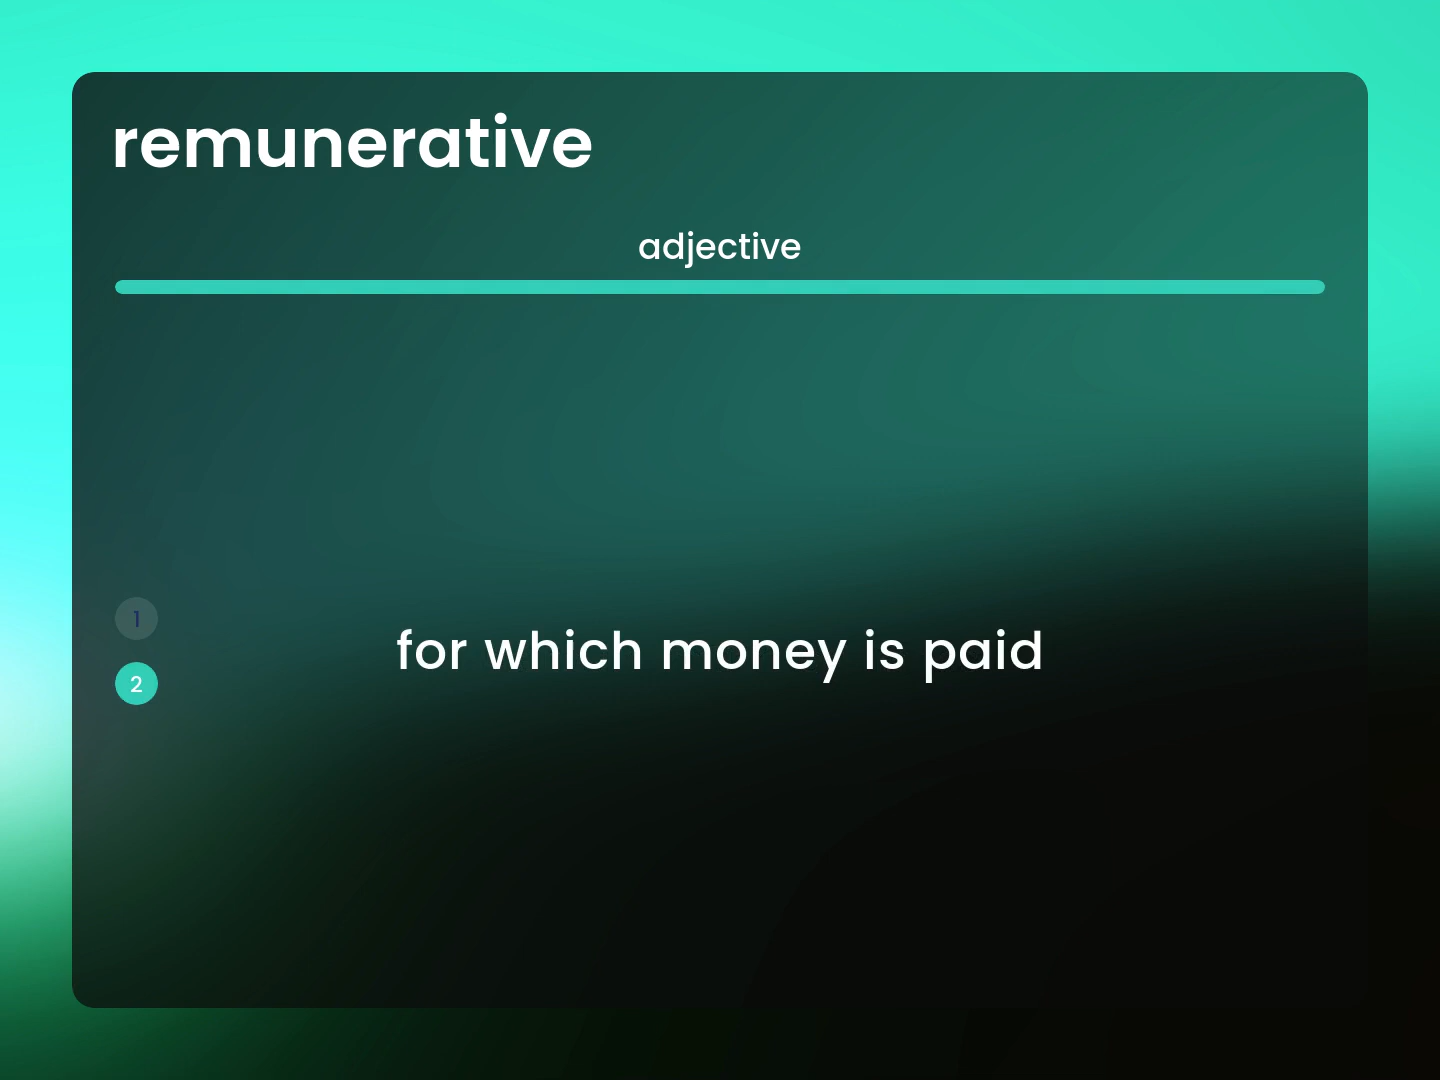 remunerative
adjective
1
2
for which money is paid